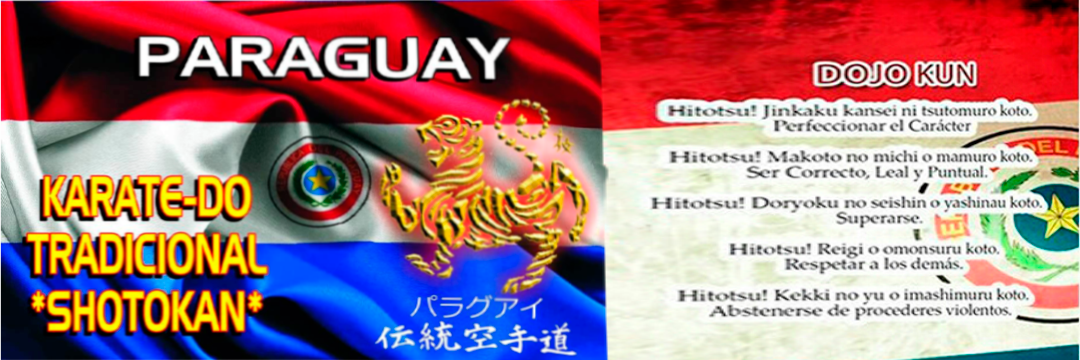 PARAGUAY
KARATE-DO
TRADICIONAL
*SHOTOKAN*
パラグアイ
伝統空手道
DOJO KUN
Hitotsu! Jinkaku kansei ni tsutomuro koto.
Perfeccionar el Carácter
Hitotsu! Makoto no michi o mamuro koto.
Ser Correcto, Leal y Puntual.
Hitotsu! Doryoku no seishin o yashinau koto.
Superarse.
Hitotsu! Reigi o omonsuru koto.
Respetar a los demás.
Hitotsu! Kekki no yu o imashimuru koto.
Abstenerse de procederes violentos.